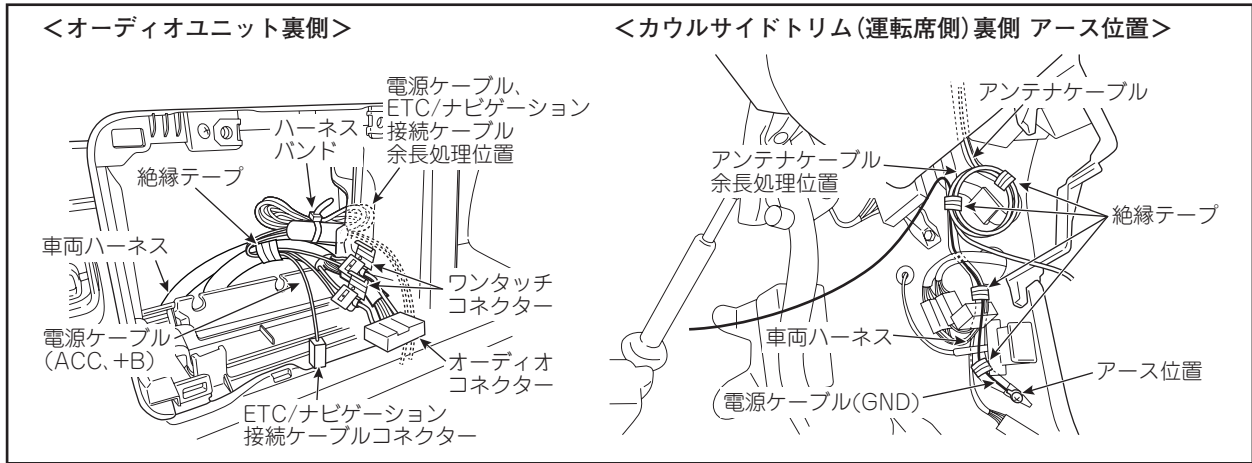 ＜オーディオユニット裏側＞
電源ケーブル、
ETC/ナビゲーション
接続ケーブル
余長処理位置
ハーネス
バンド
絶縁テープ
車両ハーネス
ワンタッチ
コネクター
電源ケーブル
(ACC、+B)
オーディオ
コネクター
ETC/ナビゲーション
接続ケーブルコネクター
＜カウルサイドトリム(運転席側)裏側 アース位置＞
アンテナケーブル
アンテナケーブル
余長処理位置
絶縁テープ
車両ハーネス
アース位置
電源ケーブル(GND)